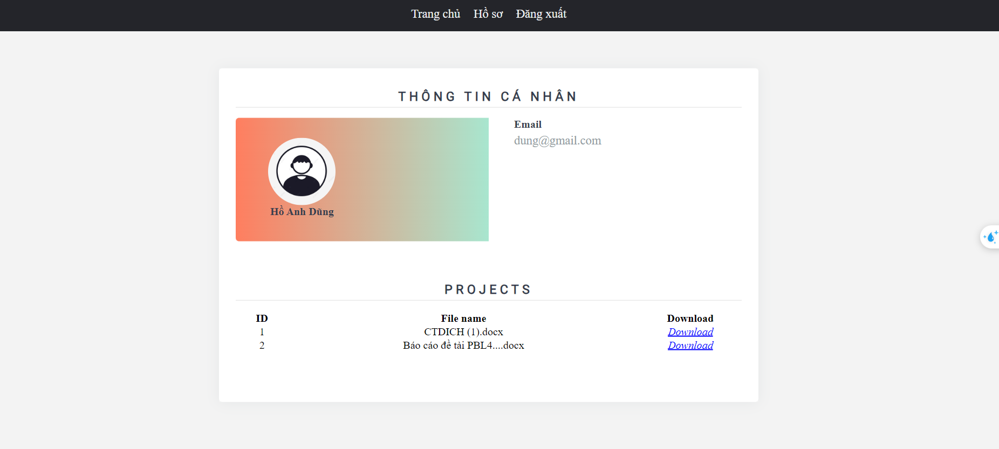 Trang chủ Hồ sơ Đăng xuất
THÔNG TIN CÁ NHÂN
Email
dung@gmail.com
Hồ Anh Dũng
PROJECTS
ID File name Download
1 CTDICH (1).docx Download
2 Báo cáo đề tài PBL4....docx Download